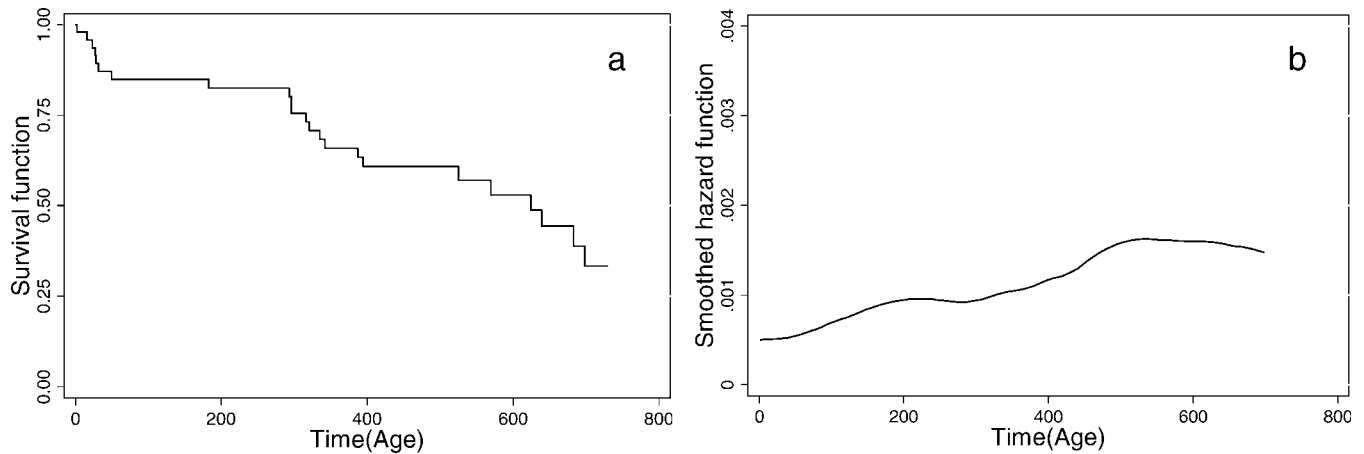 a
Survival function
1.00
0.75
0.50
0.25
0.00
0 200 400 600 800
Time(Age)
b
Smoothed hazard function
.004
.003
.002
.001
0
0 200 400 600 800
Time(Age)